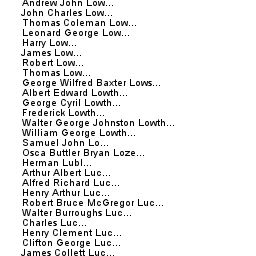 Andrew John Low...
John Charles Low...
Thomas Coleman Low...
Leonard George Low...
Harry Low...
James Low...
Robert Low...
Thomas Low...
George Wilfred Baxter Lows...
Albert Edward Lowth...
George Cyril Lowth...
Frederick Lowth...
Walter George Johnston Lowth...
William George Lowth...
Samuel John Lo...
Osca Buttler Bryan Loze...
Herman Lubl...
Arthur Albert Luc...
Alfred Richard Luc...
Henry Arthur Luc...
Robert Bruce McGregor Luc...
Walter Burroughs Luc...
Charles Luc...
Henry Clement Luc...
Clifton George Luc...
James Collett Luc...